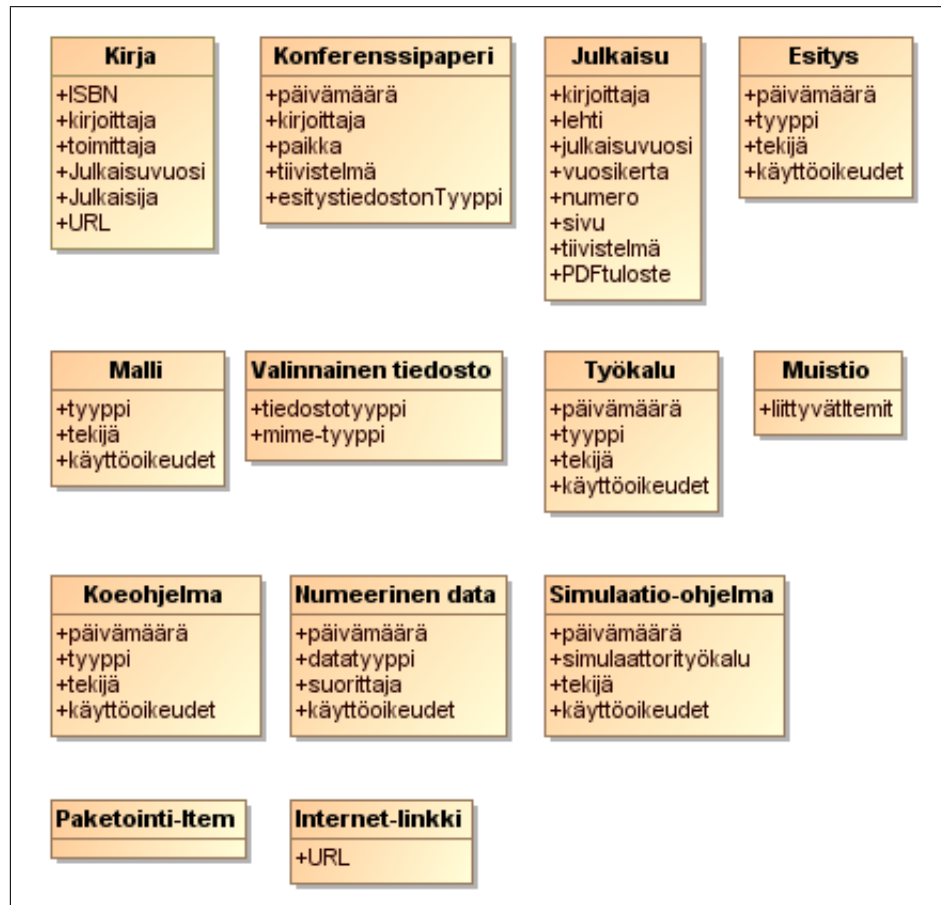 Kirja
+ISBN
+kirjoittaja
+toimittaja
+Julkaisuvuosi
+Julkaisija
+URL
Konferenssipaperi
+päivämäärä
+kirjoittaja
+paikka
+tiivistelmä
+esitystiedostonTyyppi
Julkaisu
+kirjoittaja
+lehti
+julkaisuvuosi
+vuosikerta
+numero
+sivu
+tiivistelmä
+PDFtuloste
Esitys
+päivämäärä
+tyyppi
+tekijä
+käyttöoikeudet
Malli
+tyyppi
+tekijä
+käyttöoikeudet
Valinnainen tiedosto
+tiedostotyyppi
+mime-tyyppi
Työkalu
+päivämäärä
+tyyppi
+tekijä
+käyttöoikeudet
Muistio
+liittyvätItemit
Koeohjelma
+päivämäärä
+tyyppi
+tekijä
+käyttöoikeudet
Numeerinen data
+päivämäärä
+datatyyppi
+suorittaja
+käyttöoikeudet
Simulaatio-ohjelma
+päivämäärä
+simulaattorityökalu
+tekijä
+käyttöoikeudet
Paketointi-Item
Internet-linkki
+URL